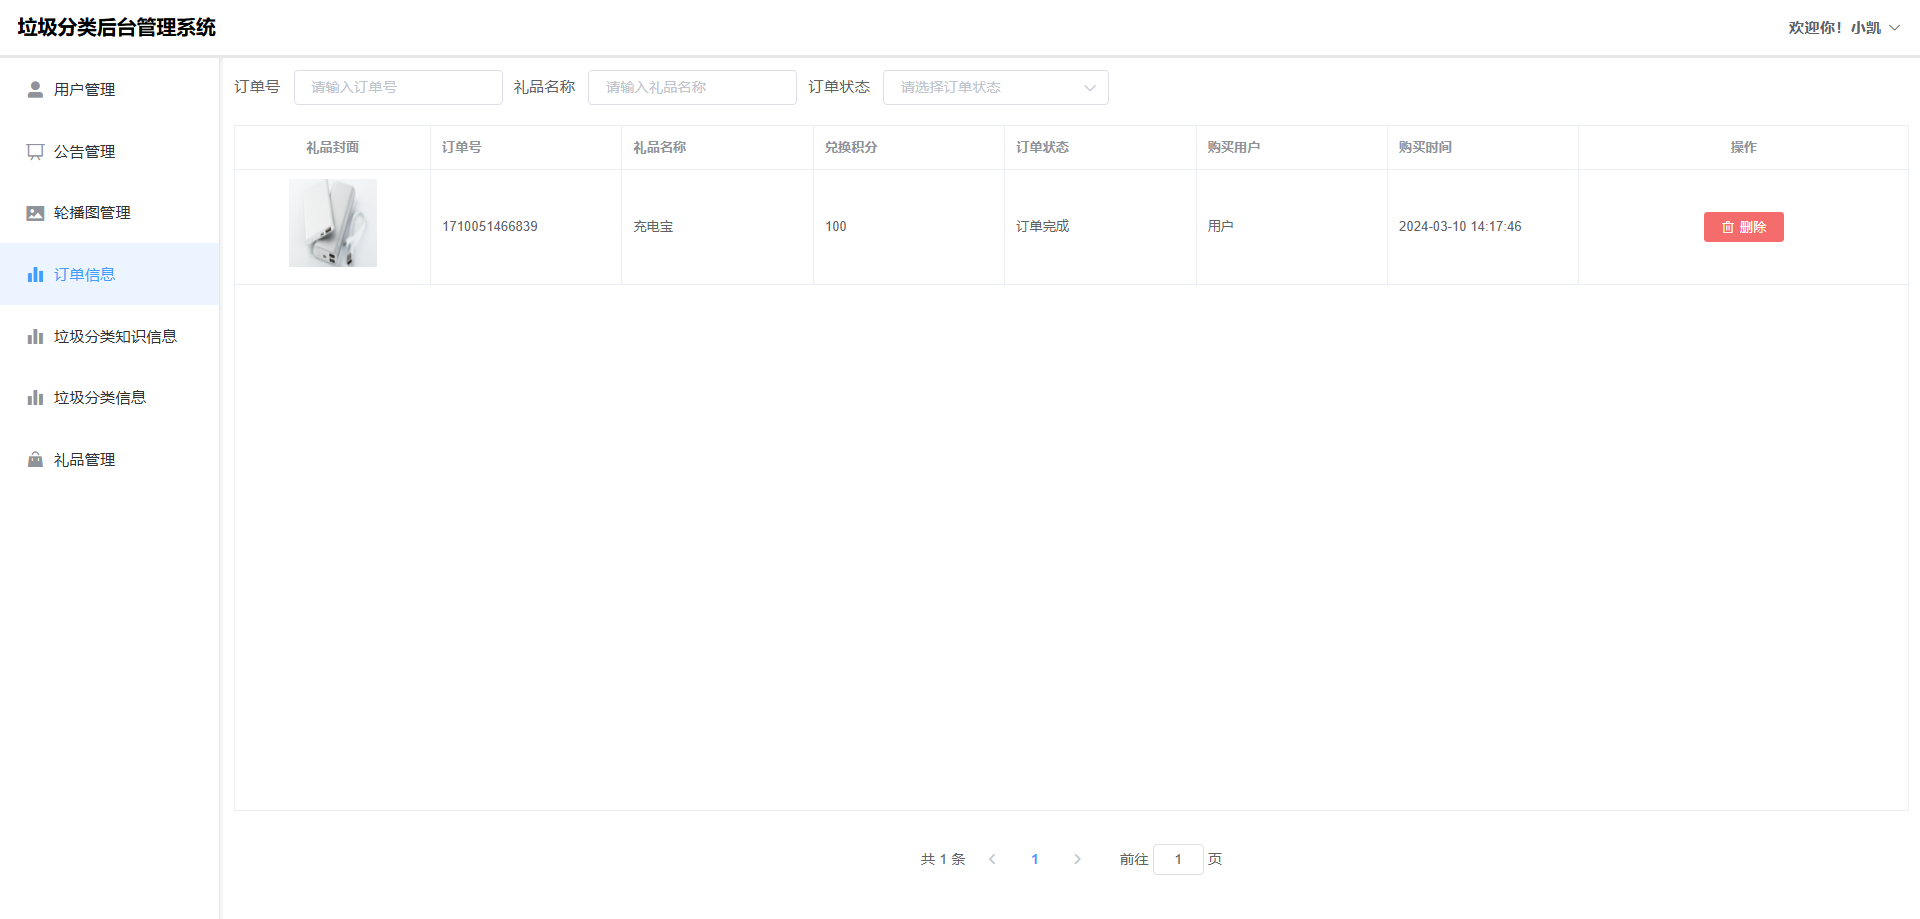 垃圾分类后台管理系统
欢迎你！小凯
用户管理
公告管理
轮播图管理
订单信息
垃圾分类知识信息
垃圾分类信息
礼品管理
订单号 请输入订单号 礼品名称 请输入礼品名称 订单状态 请选择订单状态
礼品封面 订单号 礼品名称 兑换积分 订单状态 购买用户 购买时间 操作
1710051466839 充电宝 100 订单完成 用户 2024-03-10 14:17:46 删除
共 1 条 1 前往 1 页